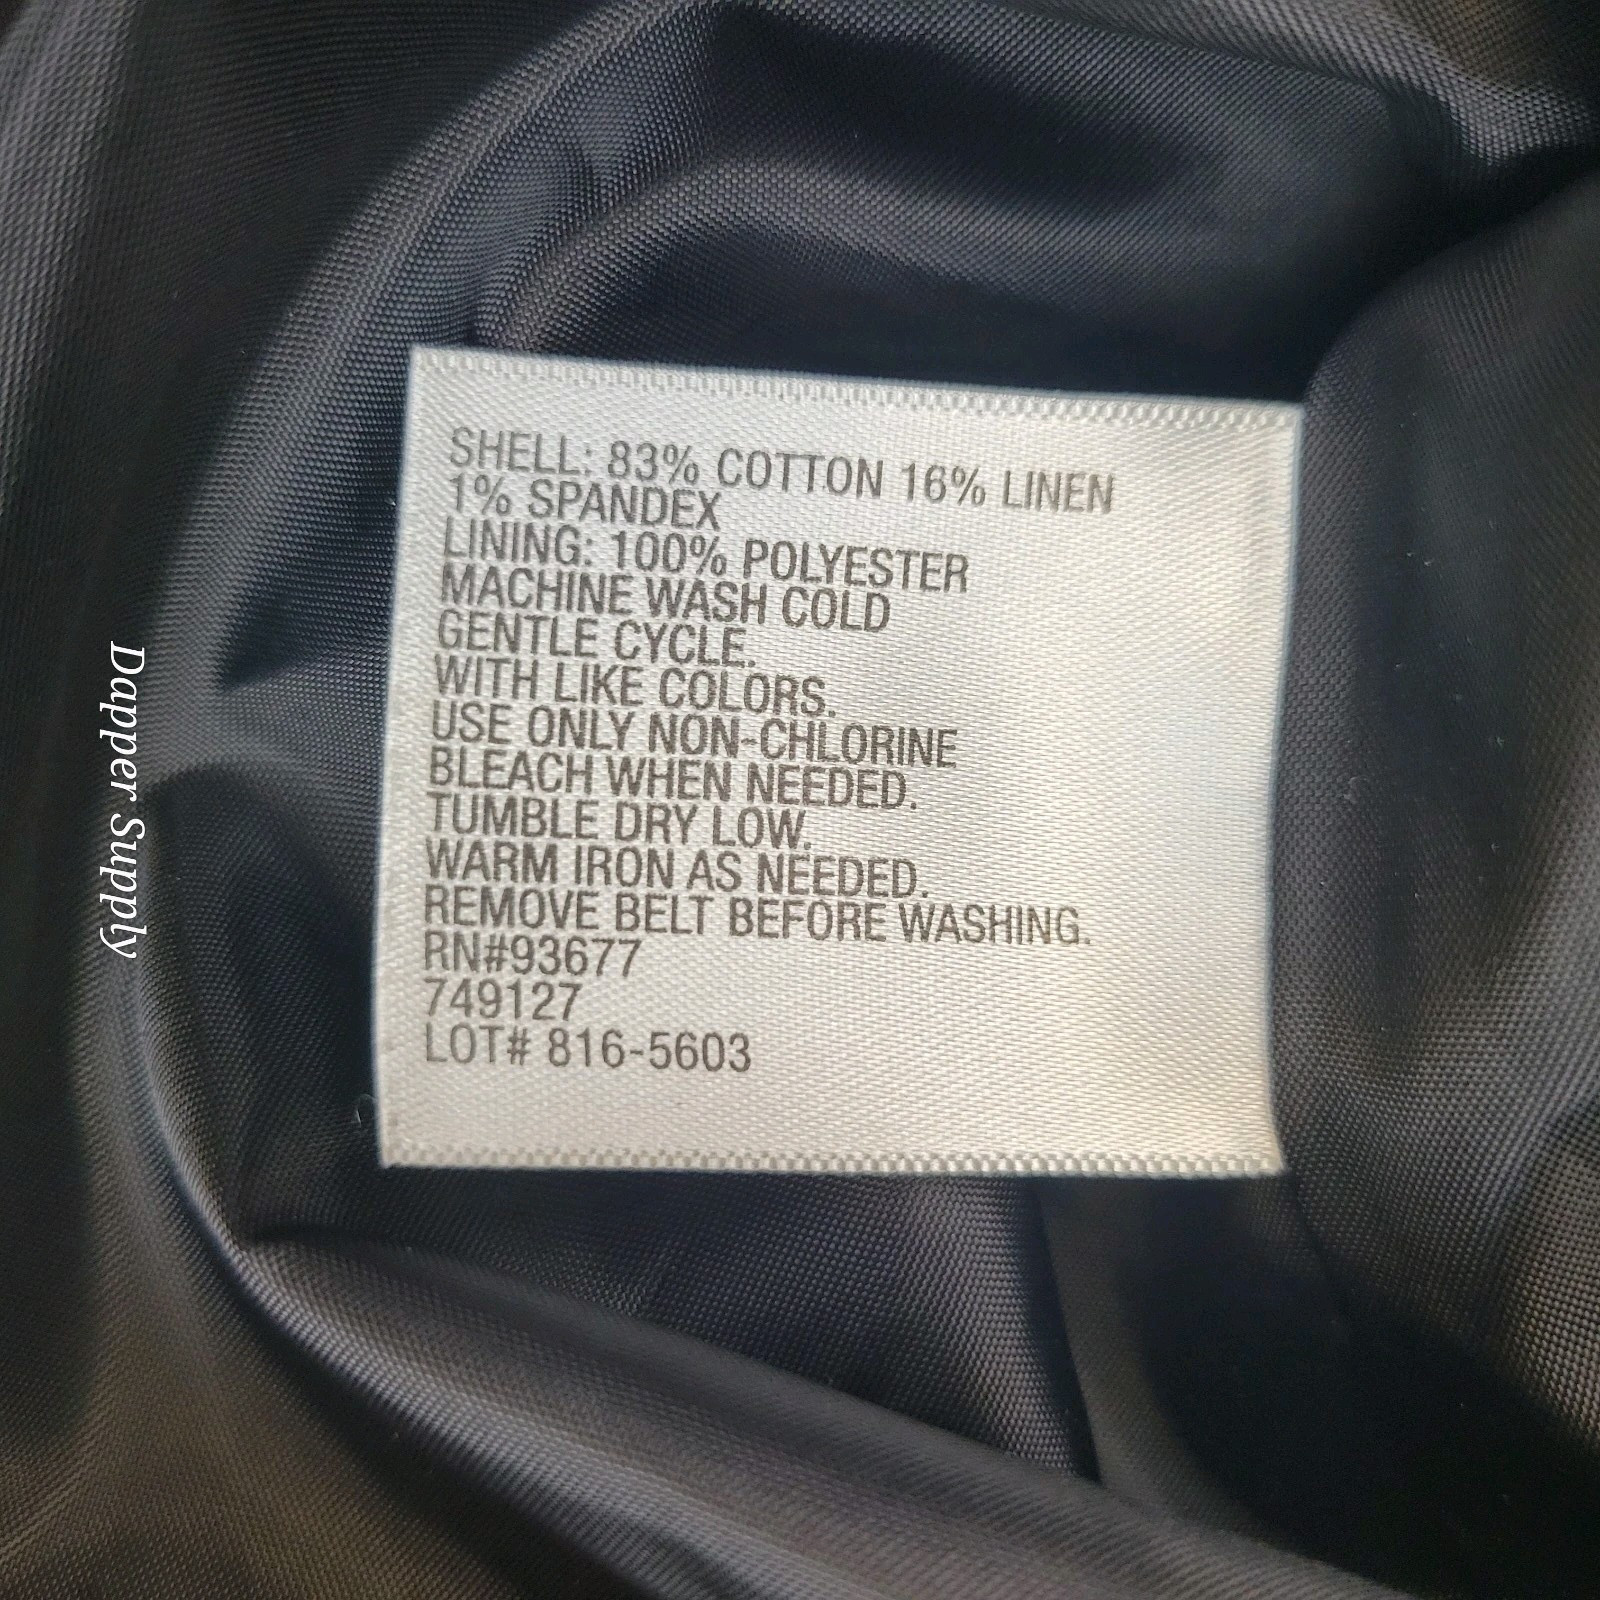 SHELL: 83% COTTON 16% LINEN
1% SPANDEX
LINING: 100% POLYESTER
MACHINE WASH COLD
GENTLE CYCLE.
WITH LIKE COLORS.
USE ONLY NON-CHLORINE
BLEACH WHEN NEEDED.
TUMBLE DRY LOW.
WARM IRON AS NEEDED.
REMOVE BELT BEFORE WASHING.
RN#93677
749127
LOT# 816-5603
Dapper Supply